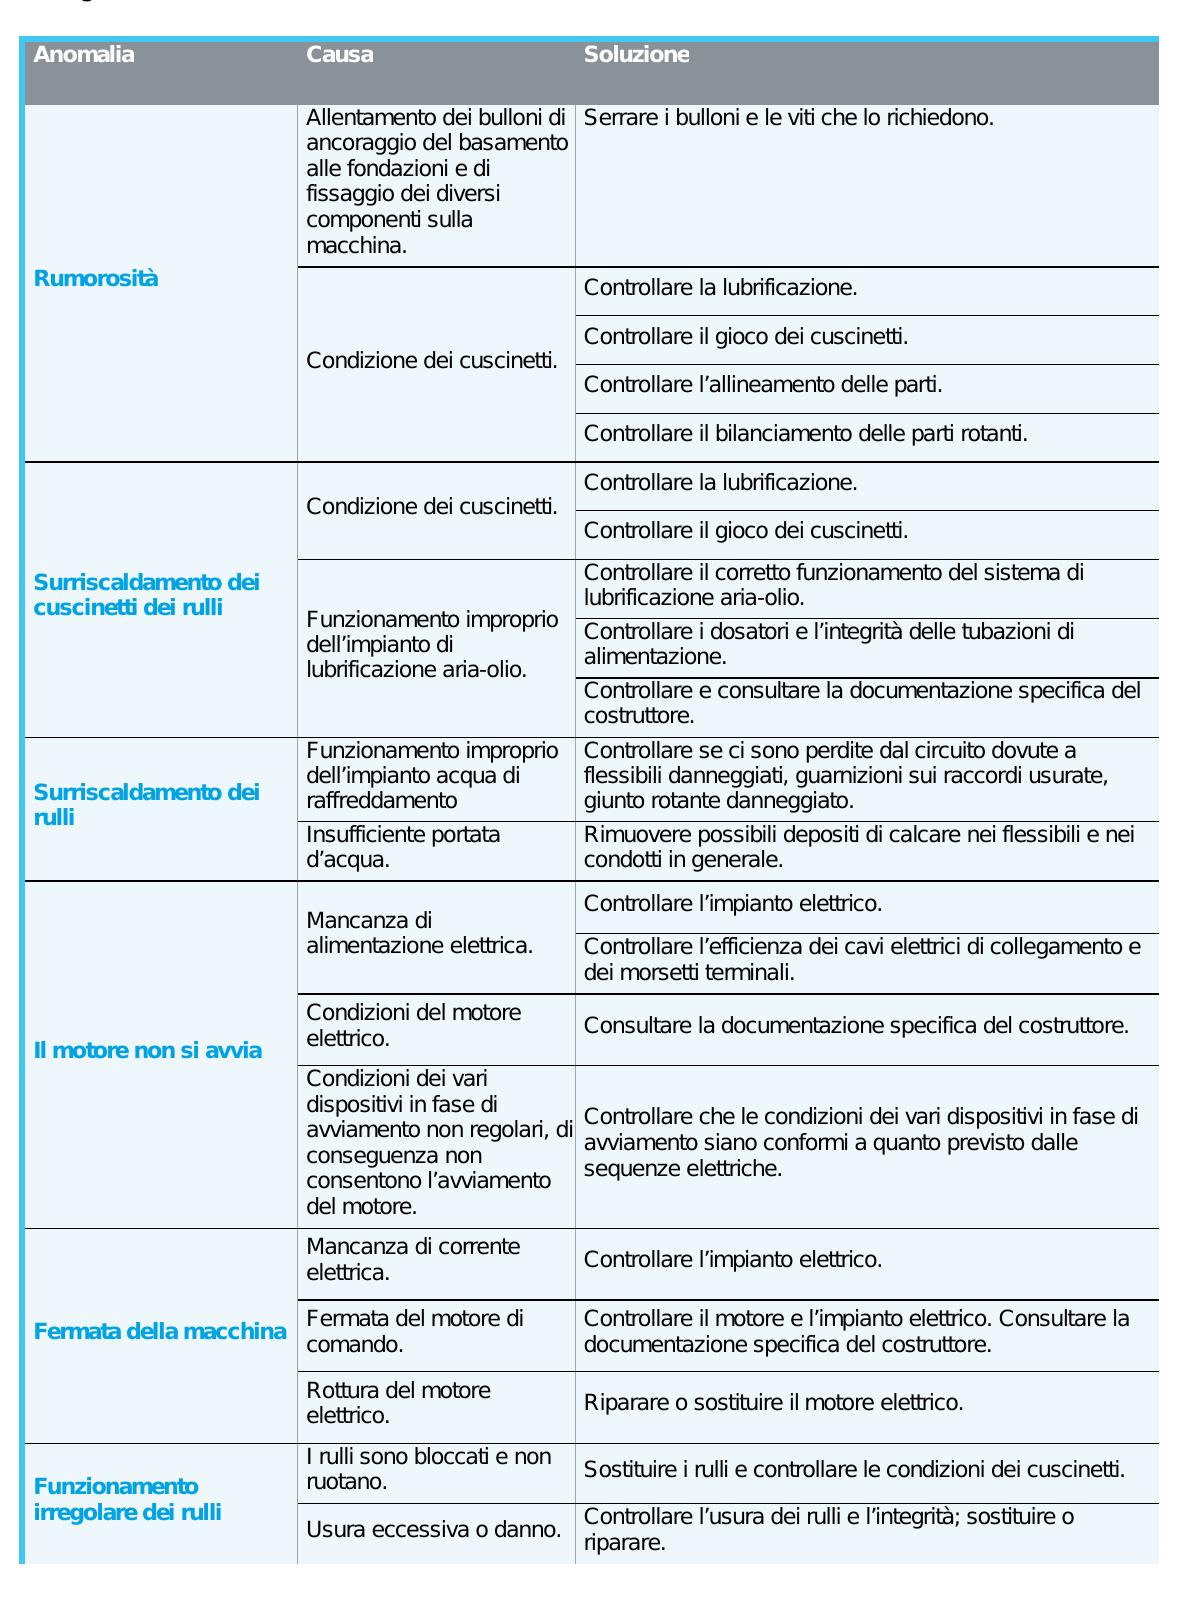 Anomalia Causa Soluzione
Rumorosità
Allentamento dei bulloni di
ancoraggio del basamento
alle fondazioni e di
fissaggio dei diversi
componenti sulla
macchina.
Serrare i bulloni e le viti che lo richiedono.
Condizione dei cuscinetti.
Controllare la lubrificazione.
Controllare il gioco dei cuscinetti.
Controllare l’allineamento delle parti.
Controllare il bilanciamento delle parti rotanti.
Surriscaldamento dei
cuscinetti dei rulli
Condizione dei cuscinetti.
Controllare la lubrificazione.
Controllare il gioco dei cuscinetti.
Funzionamento improprio
dell’impianto di
lubrificazione aria-olio.
Controllare il corretto funzionamento del sistema di
lubrificazione aria-olio.
Controllare i dosatori e l’integrità delle tubazioni di
alimentazione.
Controllare e consultare la documentazione specifica del
costruttore.
Surriscaldamento dei
rulli
Funzionamento improprio
dell’impianto acqua di
raffreddamento
Controllare se ci sono perdite dal circuito dovute a
flessibili danneggiati, guarnizioni sui raccordi usurate,
giunto rotante danneggiato.
Insufficiente portata
d’acqua.
Rimuovere possibili depositi di calcare nei flessibili e nei
condotti in generale.
Il motore non si avvia
Mancanza di
alimentazione elettrica.
Controllare l’impianto elettrico.
Controllare l’efficienza dei cavi elettrici di collegamento e
dei morsetti terminali.
Condizioni del motore
elettrico.
Consultare la documentazione specifica del costruttore.
Condizioni dei vari
dispositivi in fase di
avviamento non regolari, di
conseguenza non
consentono l’avviamento
del motore.
Controllare che le condizioni dei vari dispositivi in fase di
avviamento siano conformi a quanto previsto dalle
sequenze elettriche.
Fermata della macchina
Mancanza di corrente
elettrica.
Controllare l’impianto elettrico.
Fermata del motore di
comando.
Controllare il motore e l’impianto elettrico. Consultare la
documentazione specifica del costruttore.
Rottura del motore
elettrico.
Riparare o sostituire il motore elettrico.
Funzionamento
irregolare dei rulli
I rulli sono bloccati e non
ruotano.
Sostituire i rulli e controllare le condizioni dei cuscinetti.
Usura eccessiva o danno.
Controllare l’usura dei rulli e l’integrità; sostituire o
riparare.